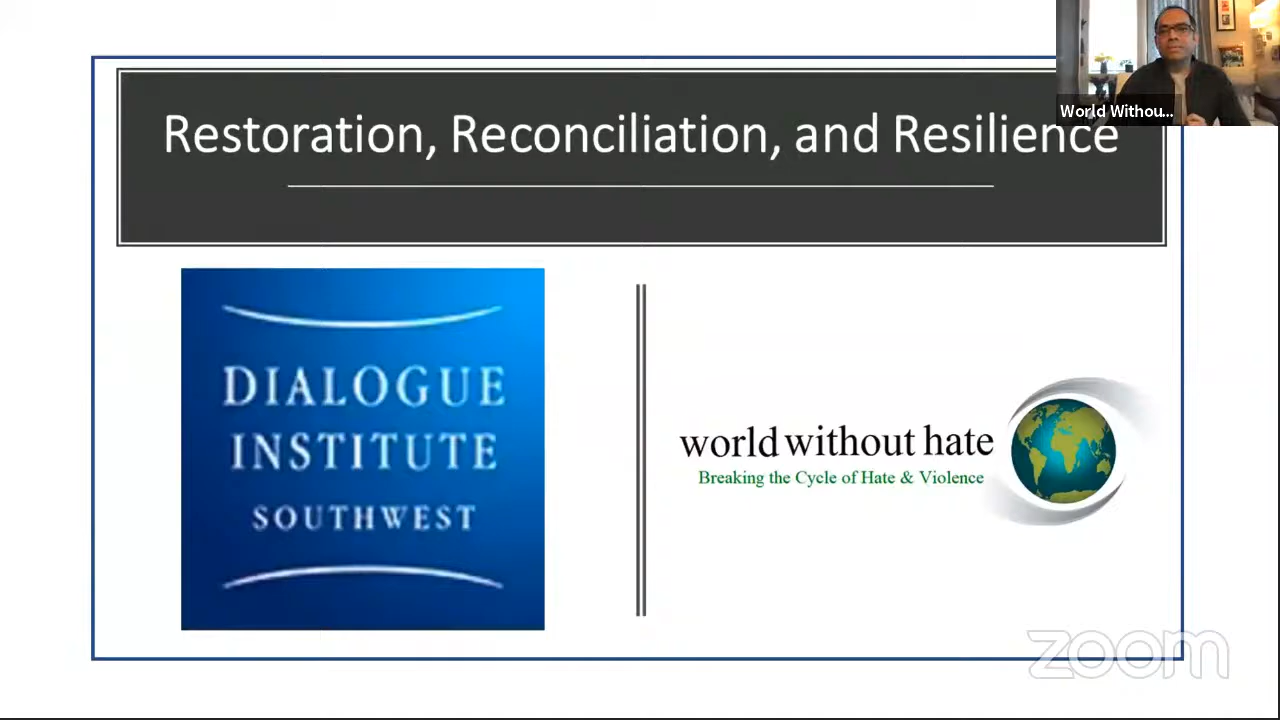 World Withou...
Restoration, Reconciliation, and Resilience
DIALOGUE
INSTITUTE
SOUTHWEST
world without hate
Breaking the Cycle of Hate & Violence
zoom